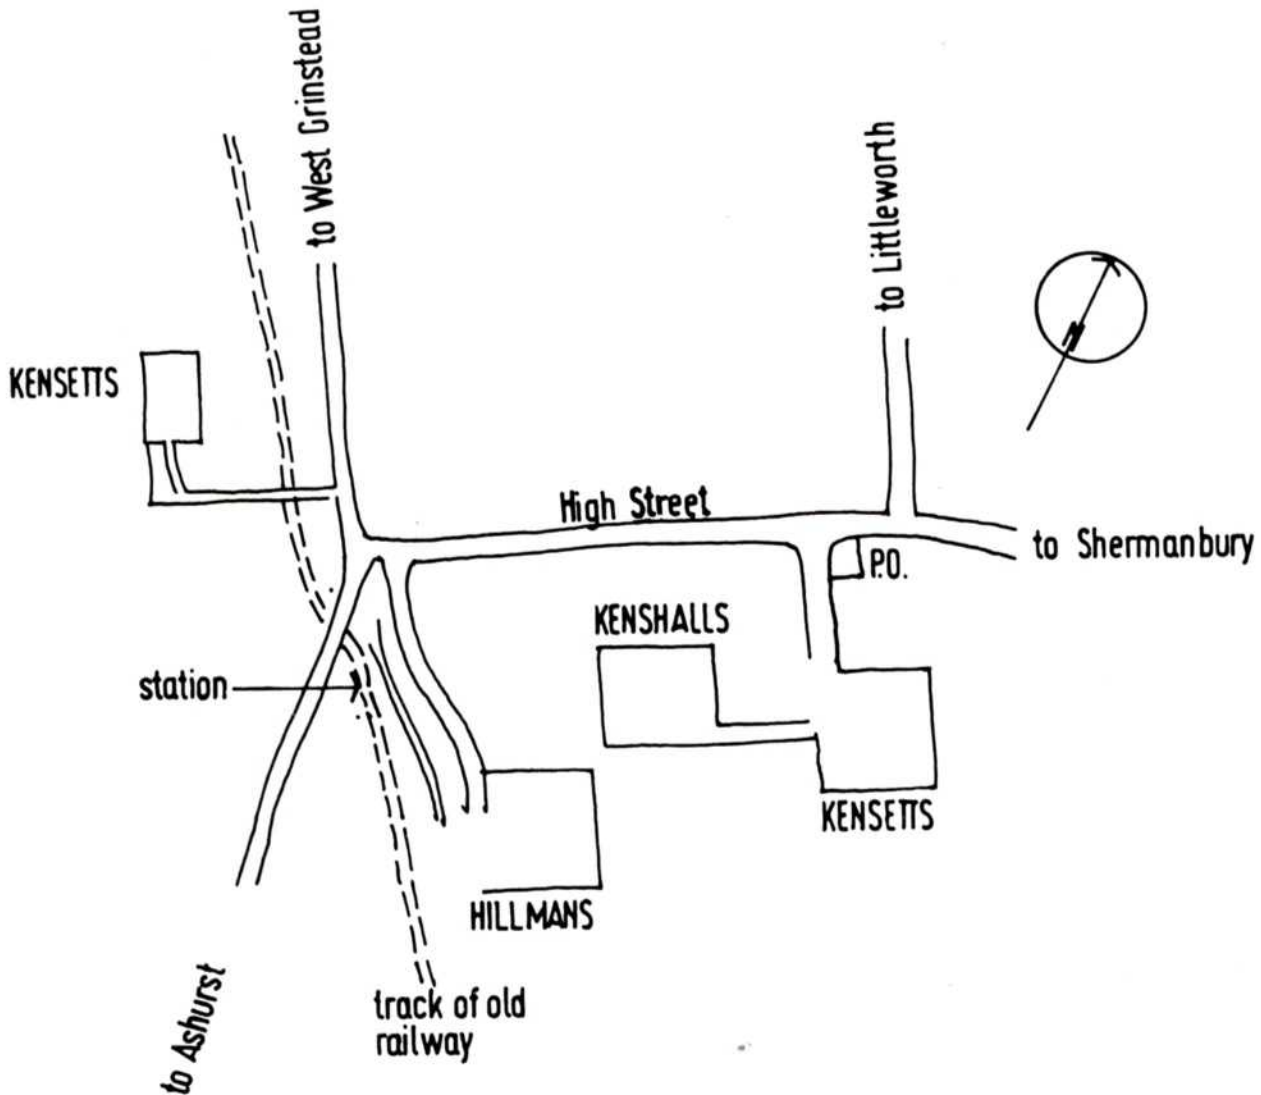 to West Grinstead
to Littleworth
KENSETTS
N
High Street
to Shermanbury
P.O.
KENSHALLS
station
KENSETTS
HILLMANS
to Ashurst
track of old
railway